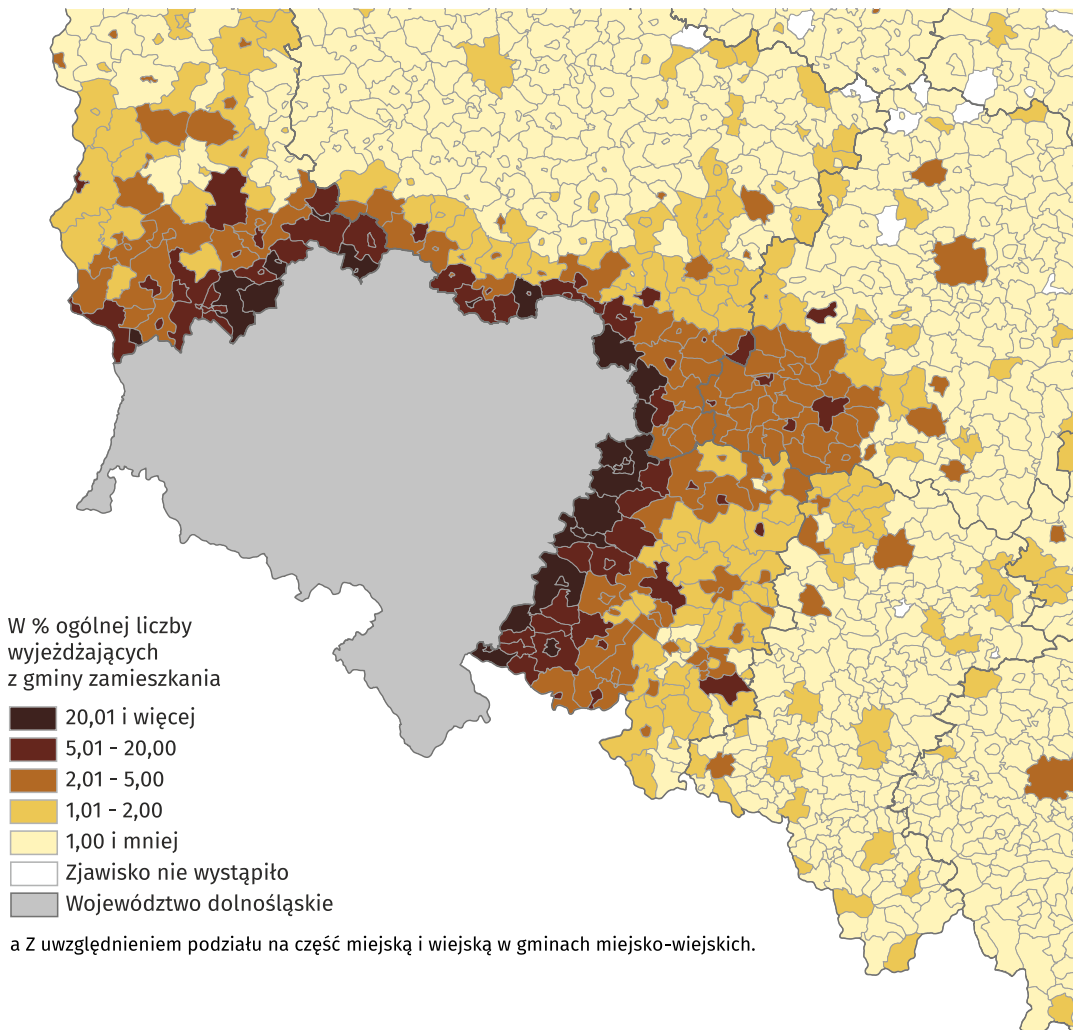 W % ogólnej liczby
wyjeżdżających
z gminy zamieszkania
20,01 i więcej
5,01 - 20,00
2,01 - 5,00
1,01 - 2,00
1,00 i mniej
Zjawisko nie wystąpiło
Województwo dolnośląskie
a Z uwzględnieniem podziału na część miejską i wiejską w gminach miejsko-wiejskich.